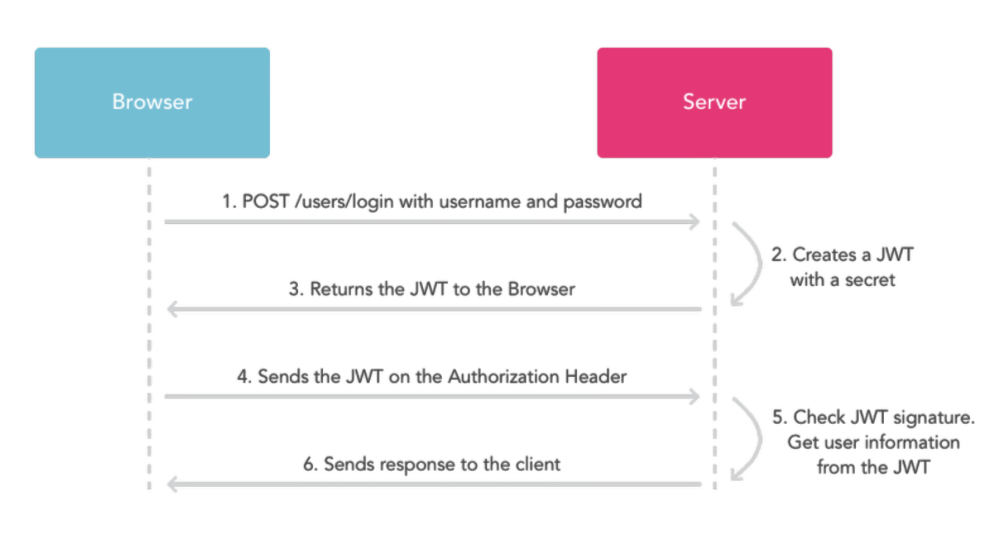 Browser
Server
1. POST /users/login with username and password
2. Creates a JWT
with a secret
3. Returns the JWT to the Browser
4. Sends the JWT on the Authorization Header
5. Check JWT signature.
Get user information
from the JWT
6. Sends response to the client